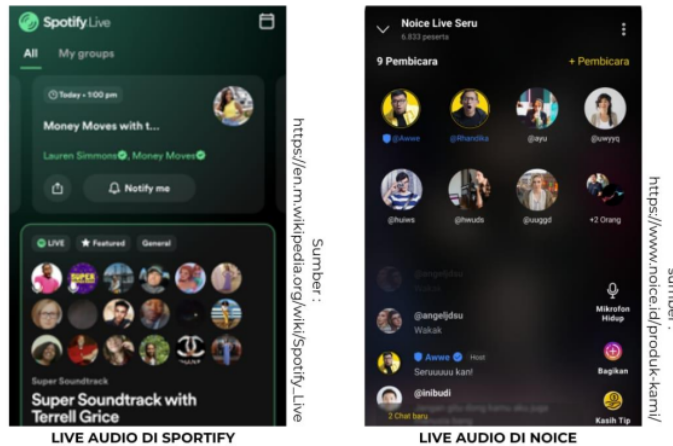 Spotify Live
All My groups
Today • 1:00 pm
Money Moves with t...
Lauren Simmons, Money Moves
Notify me
LIVE Featured General
SUPER
Super Soundtrack
Super Soundtrack with
Terrell Grice
Sumber :
https://en.m.wikipedia.org/wiki/Spotify_Live
LIVE AUDIO DI SPORTIFY
Noice Live Seru
6.833 peserta
9 Pembicara + Pembicara
@Awwe @Rhandika @ayu @uwyyq
@huiws @hwuds @uuggd +2 Orang
@angeljdsu
Wakak
@angeljdsu
Wakak
Awwe Host
Seruuuuu kan!
@inibudi
2 Chat baru
Mikrofon
Hidup
Bagikan
Kasih Tip
sumber :
https://www.noice.id/produk-kami/
LIVE AUDIO DI NOICE